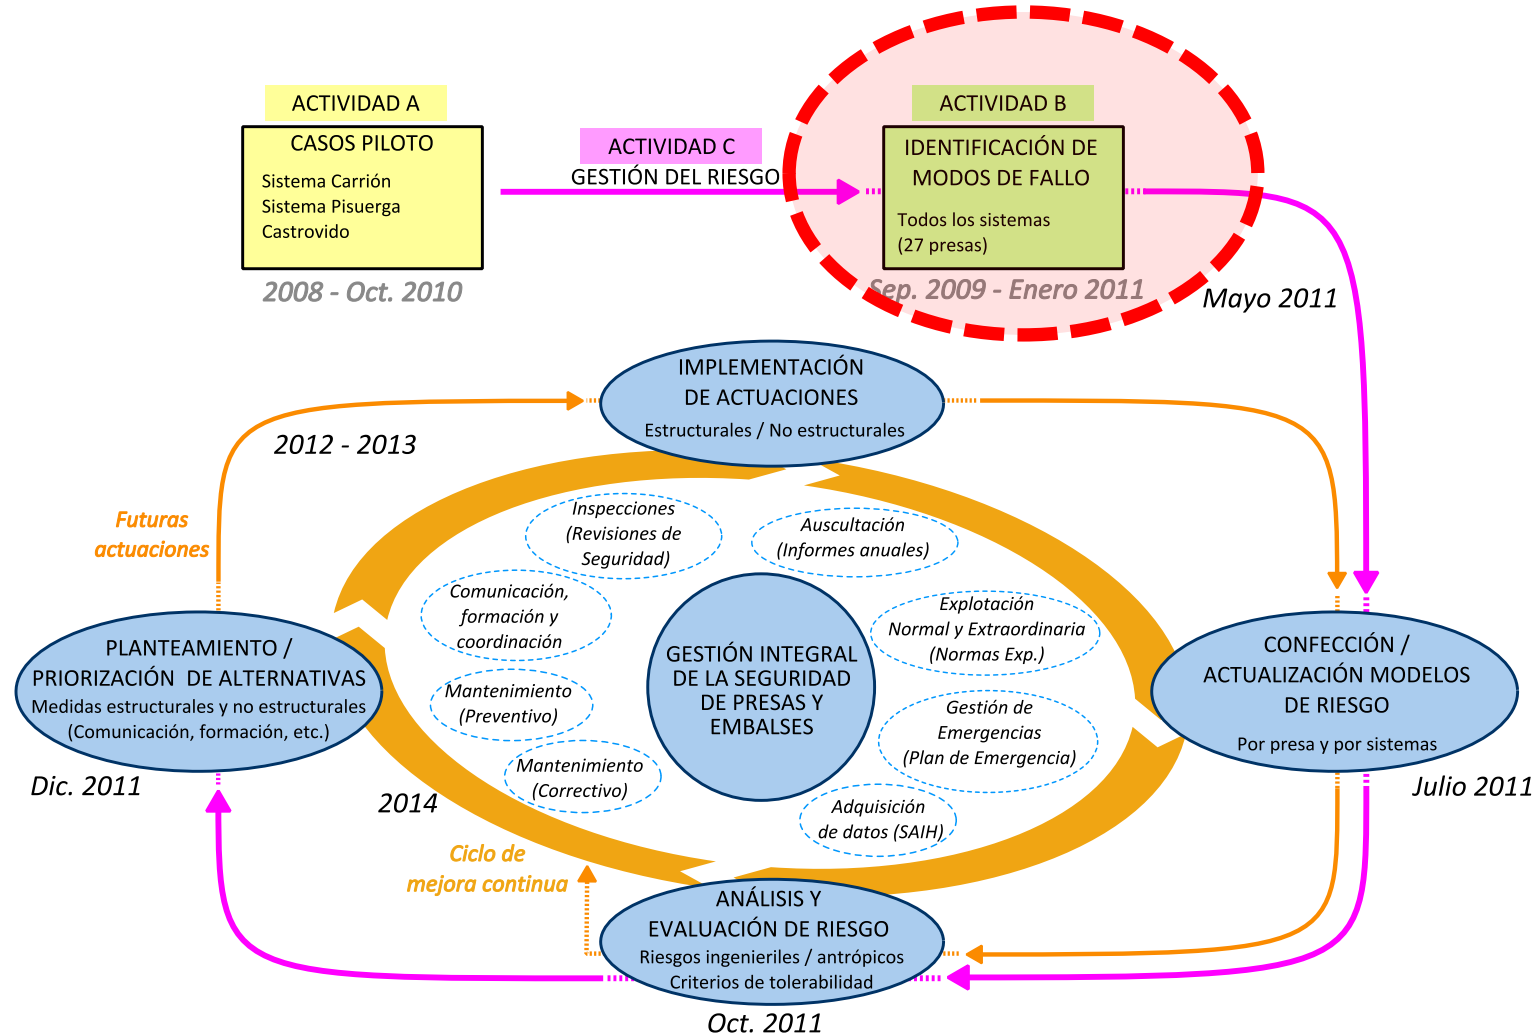 ACTIVIDAD A
CASOS PILOTO
Sistema Carrión
Sistema Pisuerga
Castrovido
2008 - Oct. 2010
ACTIVIDAD C
GESTIÓN DEL RIESGO
ACTIVIDAD B
IDENTIFICACIÓN DE
MODOS DE FALLO
Todos los sistemas
(27 presas)
Sep. 2009 - Enero 2011
Mayo 2011
IMPLEMENTACIÓN
DE ACTUACIONES
Estructurales / No estructurales
2012 - 2013
Futuras
actuaciones
Inspecciones
(Revisiones de
Seguridad)
Auscultación
(Informes anuales)
Comunicación,
formación y
coordinación
Explotación
Normal y Extraordinaria
(Normas Exp.)
GESTIÓN INTEGRAL
DE LA SEGURIDAD
DE PRESAS Y
EMBALSES
PLANTEAMIENTO /
PRIORIZACIÓN DE ALTERNATIVAS
Medidas estructurales y no estructurales
(Comunicación, formación, etc.)
Dic. 2011
CONFECCIÓN /
ACTUALIZACIÓN MODELOS
DE RIESGO
Por presa y por sistemas
Julio 2011
Mantenimiento
(Preventivo)
Gestión de
Emergencias
(Plan de Emergencia)
Mantenimiento
(Correctivo)
Adquisición
de datos (SAIH)
2014
Ciclo de
mejora continua
ANÁLISIS Y
EVALUACIÓN DE RIESGO
Riesgos ingenieriles / antrópicos
Criterios de tolerabilidad
Oct. 2011